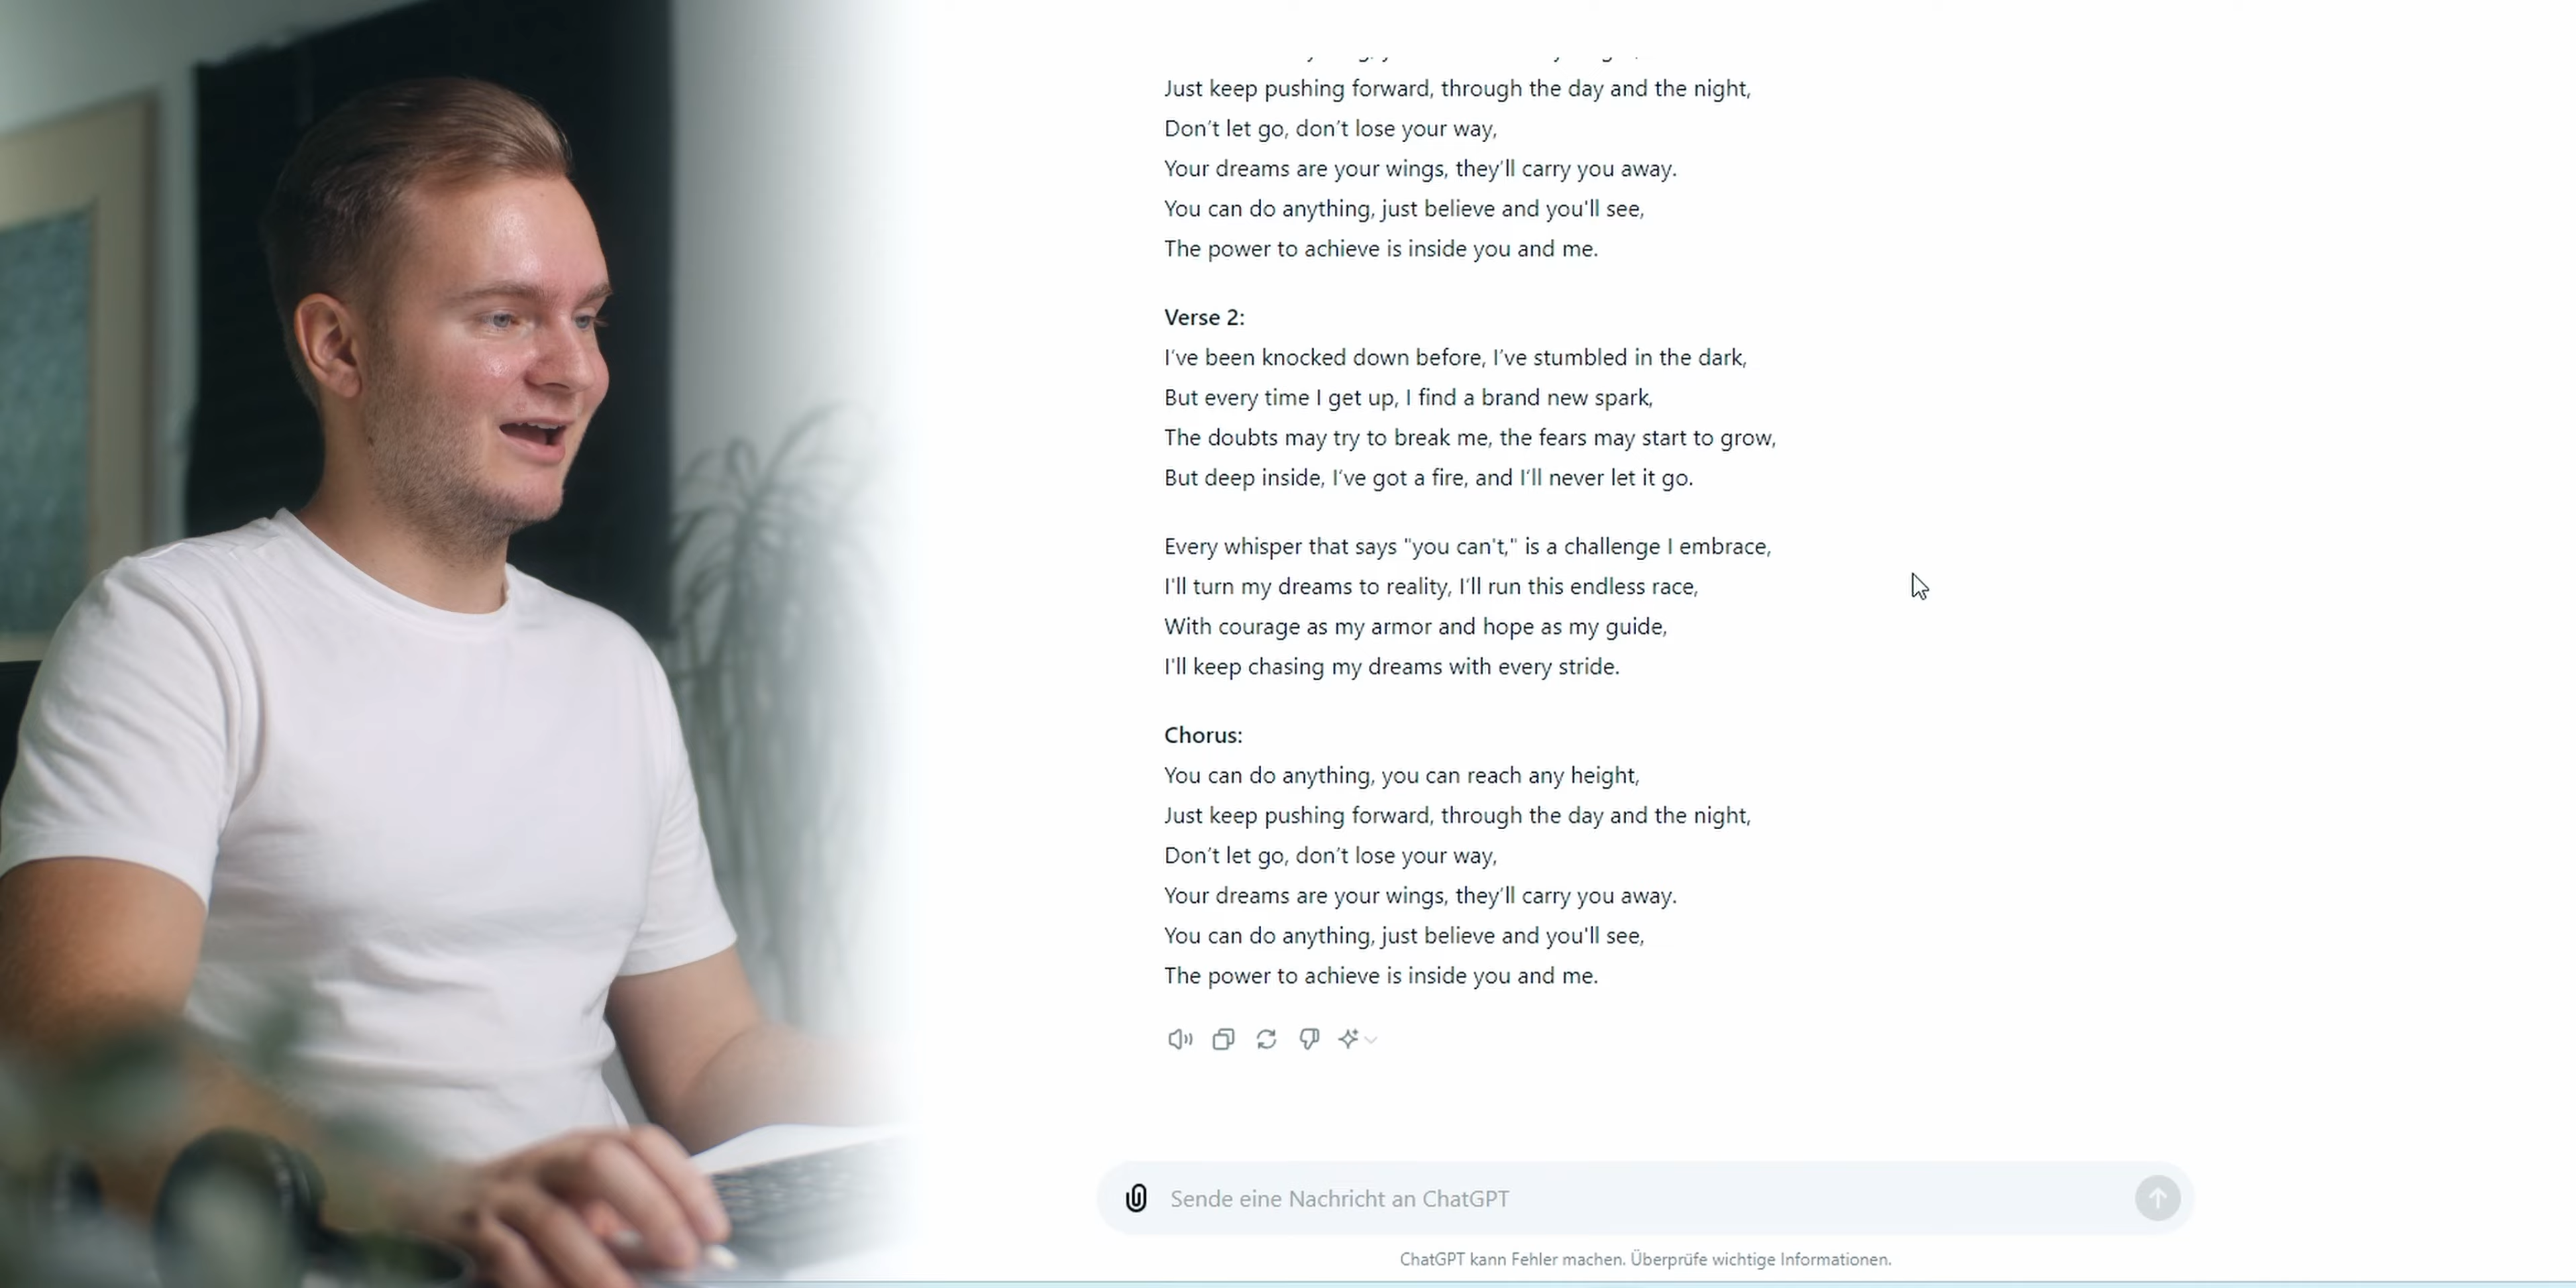 Just keep pushing forward, through the day and the night,
Don't let go, don't lose your way,
Your dreams are your wings, they'll carry you away.
You can do anything, just believe and you'll see,
The power to achieve is inside you and me.
Verse 2:
I've been knocked down before, I've stumbled in the dark,
But every time I get up, I find a brand new spark,
The doubts may try to break me, the fears may start to grow,
But deep inside, I've got a fire, and I'll never let it go.
Every whisper that says "you can't," is a challenge I embrace,
I'll turn my dreams to reality, I'll run this endless race,
With courage as my armor and hope as my guide,
I'll keep chasing my dreams with every stride.
Chorus:
You can do anything, you can reach any height,
Just keep pushing forward, through the day and the night,
Don't let go, don't lose your way,
Your dreams are your wings, they'll carry you away.
You can do anything, just believe and you'll see,
The power to achieve is inside you and me.
Sende eine Nachricht an ChatGPT
ChatGPT kann Fehler machen. Überprüfe wichtige Informationen.